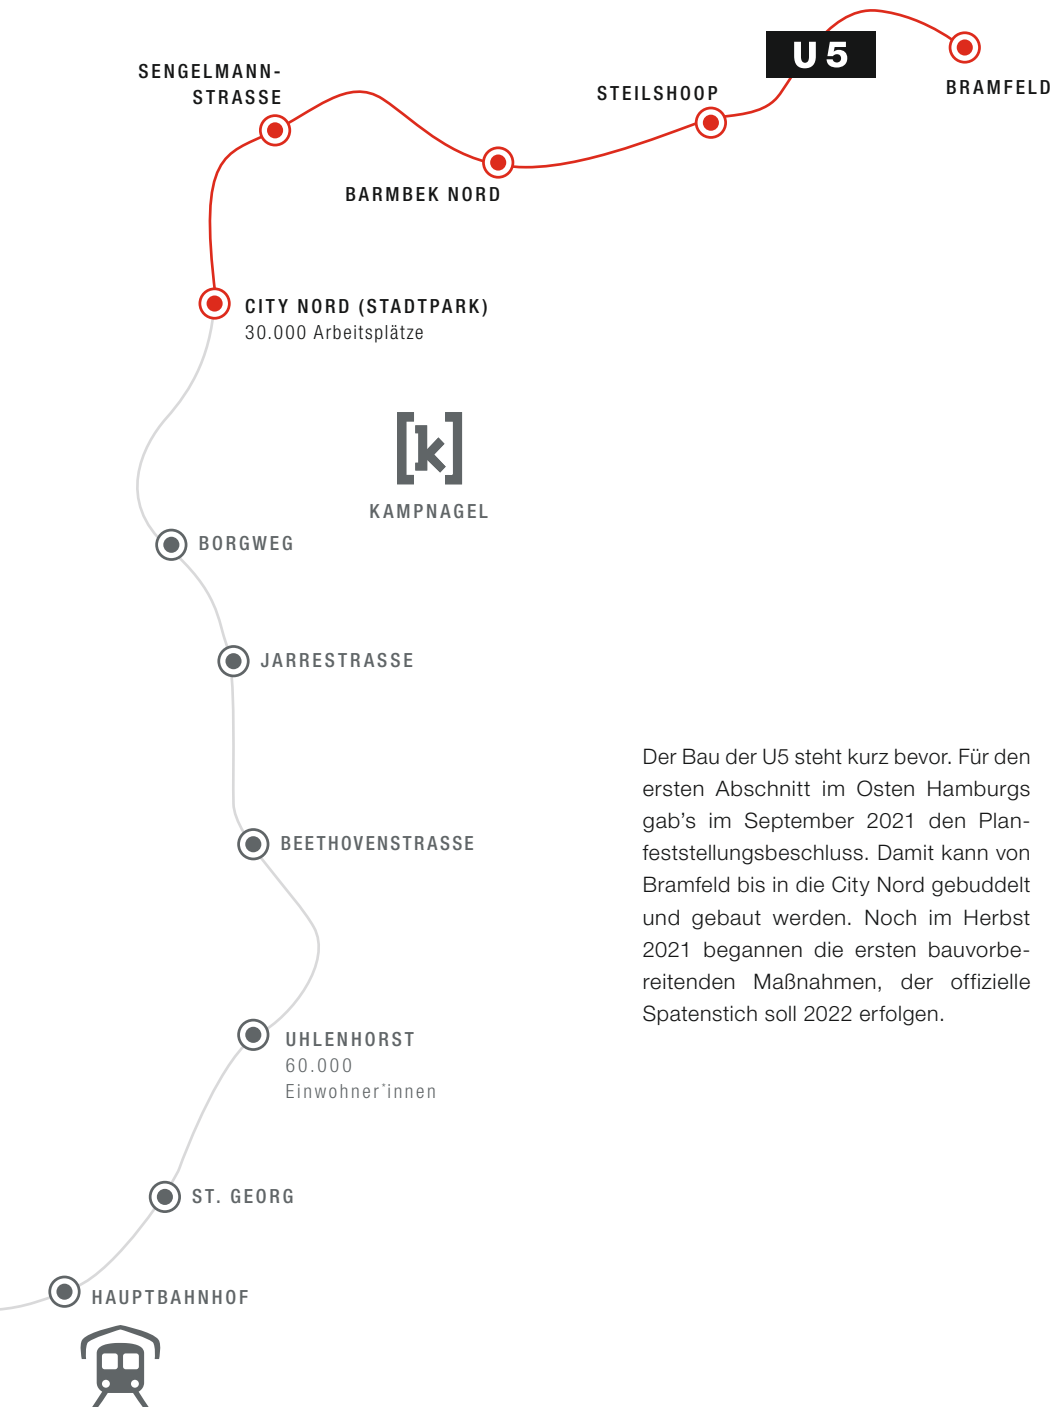 U5
BRAMFELD
STEILSHOOP
SENGELMANN-
STRASSE
BARMBEK NORD
CITY NORD (STADTPARK)
30.000 Arbeitsplätze
[k]
KAMPNAGEL
BORGWEG
JARRESTRASSE
BEETHOVENSTRASSE
UHLENHORST
60.000
Einwohner*innen
ST. GEORG
HAUPTBAHNHOF
Der Bau der U5 steht kurz bevor. Für den
ersten Abschnitt im Osten Hamburgs
gab’s im September 2021 den Plan-
feststellungsbeschluss. Damit kann von
Bramfeld bis in die City Nord gebuddelt
und gebaut werden. Noch im Herbst
2021 begannen die ersten bauvorbe-
reitenden Maßnahmen, der offizielle
Spatenstich soll 2022 erfolgen.